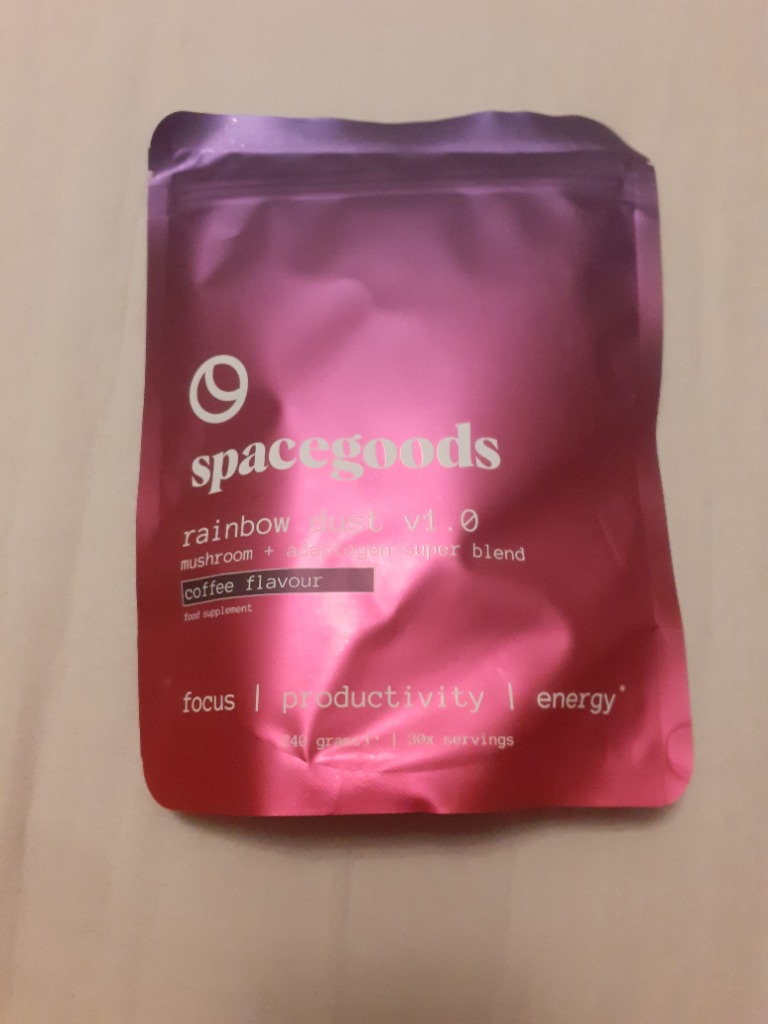 spacegoods
rainbow dust v1.0
mushroom + adaptogen super blend
coffee flavour
food supplement
focus | productivity | energy*
grams | 30x servings